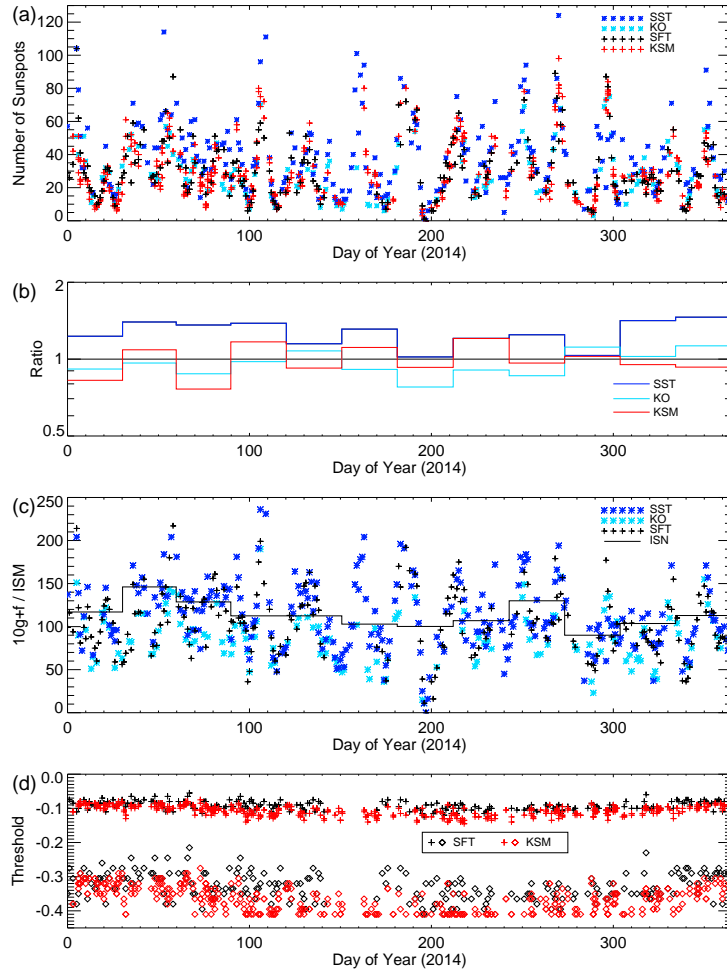 (a)
Number of Sunspots
120
100
80
60
40
20
0
SST
KO
SFT
KSM
0 100 200 300
Day of Year (2014)
(b)
Ratio
2
1
0.5
SST
KO
KSM
0 100 200 300
Day of Year (2014)
(c)
10g+f / ISM
250
200
150
100
50
0
SST
KO
SFT
ISN
0 100 200 300
Day of Year (2014)
(d)
Threshold
0.0
-0.1
-0.2
-0.3
-0.4
SFT KSM
0 100 200 300
Day of Year (2014)